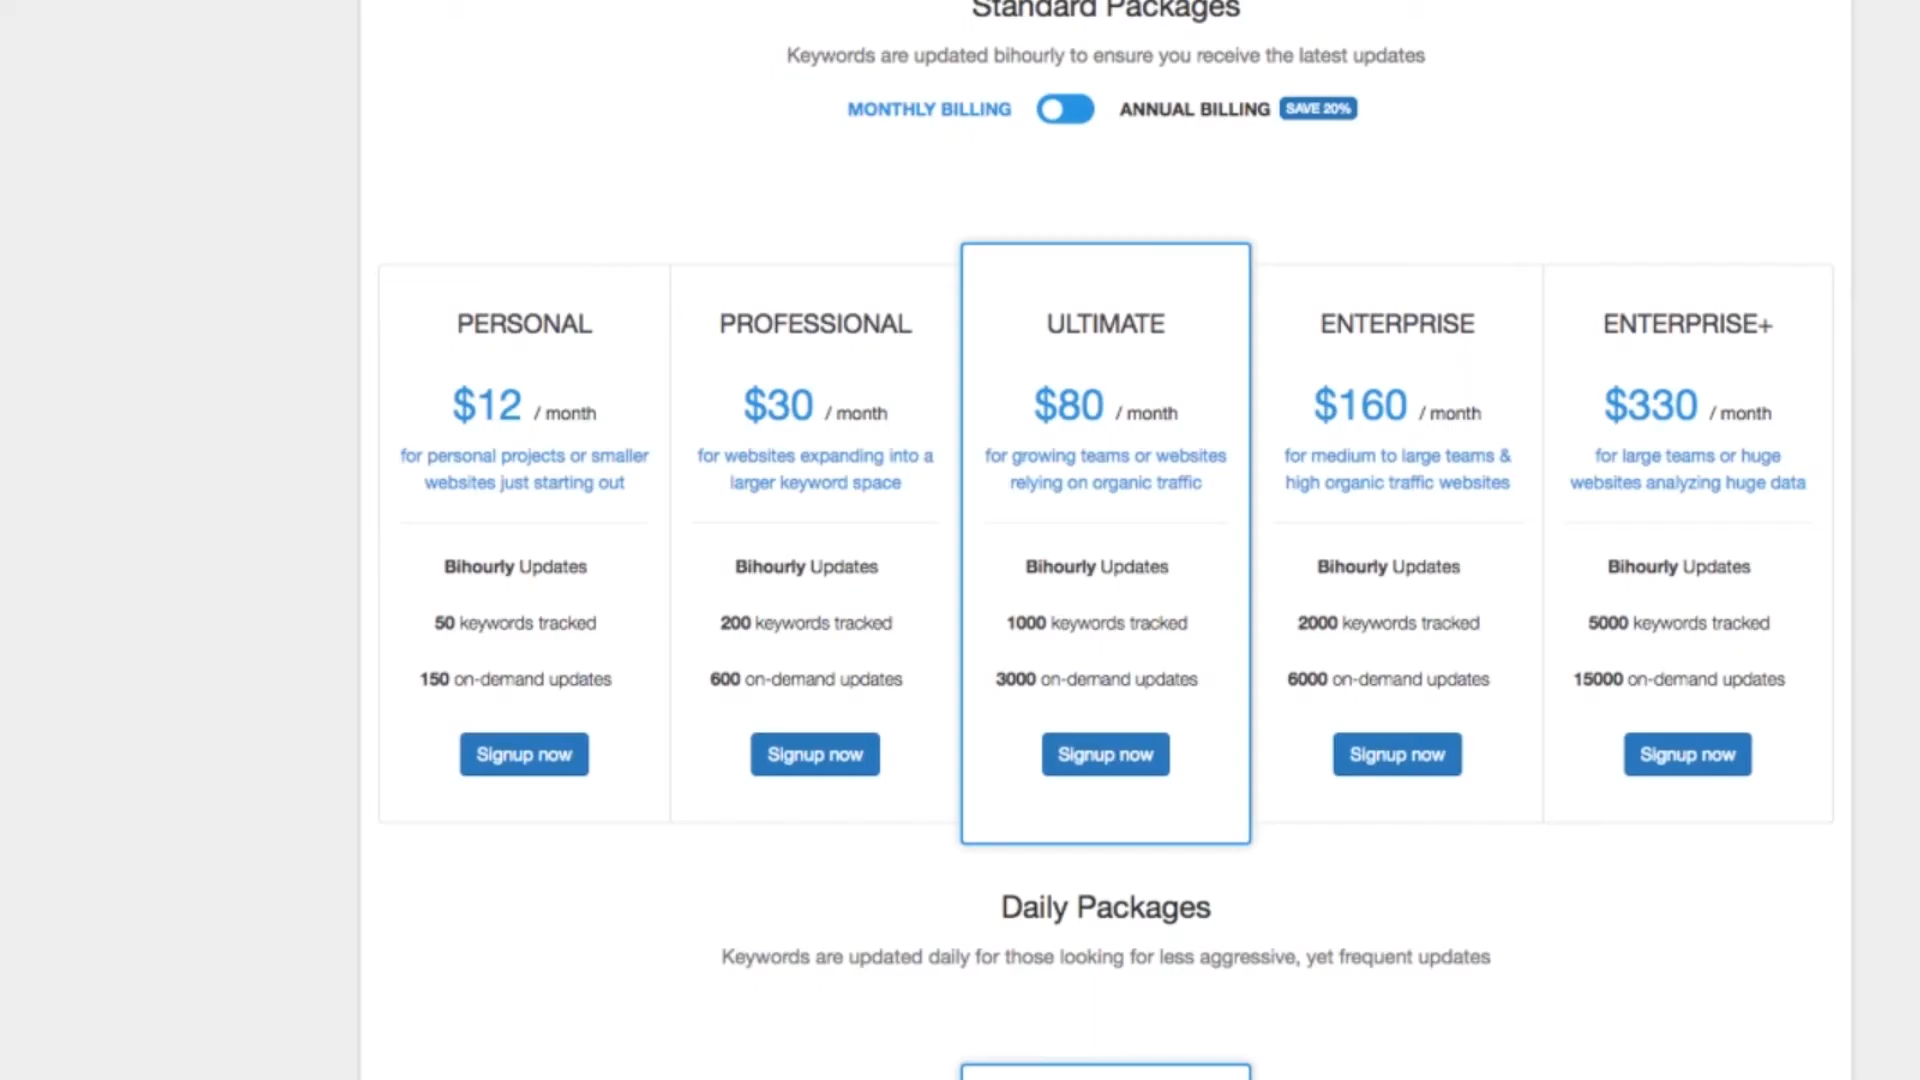 Standard Packages
Keywords are updated bihourly to ensure you receive the latest updates
MONTHLY BILLING ANNUAL BILLING SAVE 20%
PERSONAL
$12 / month
for personal projects or smaller
websites just starting out
Bihourly Updates
50 keywords tracked
150 on-demand updates
Signup now
PROFESSIONAL
$30 / month
for websites expanding into a
larger keyword space
Bihourly Updates
200 keywords tracked
600 on-demand updates
Signup now
ULTIMATE
$80 / month
for growing teams or websites
relying on organic traffic
Bihourly Updates
1000 keywords tracked
3000 on-demand updates
Signup now
ENTERPRISE
$160 / month
for medium to large teams &
high organic traffic websites
Bihourly Updates
2000 keywords tracked
6000 on-demand updates
Signup now
ENTERPRISE+
$330 / month
for large teams or huge
websites analyzing huge data
Bihourly Updates
5000 keywords tracked
15000 on-demand updates
Signup now
Daily Packages
Keywords are updated daily for those looking for less aggressive, yet frequent updates